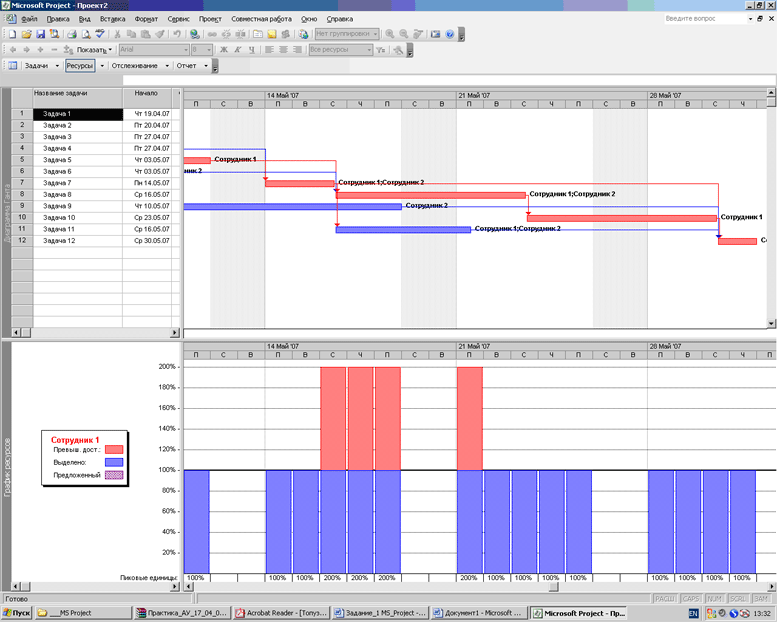 Microsoft Project - Проект2
Файл Правка Вид Вставка Формат Сервис Проект Совместная работа Окно Справка
Введите вопрос
Нет группировки
Показать Arial 8 Ж К Ч Все ресурсы
Задачи Ресурсы Отслеживание Отчет
Название задачи Начало
14 Май '07 21 Май '07 28 Май '07
П С В П В С Ч П С В П В С Ч П С В П В С Ч
1 Задача 1 Чт 19.04.07
2 Задача 2 Пт 20.04.07
3 Задача 3 Пт 27.04.07
4 Задача 4 Пт 27.04.07
5 Задача 5 Чт 03.05.07 Сотрудник 1
6 Задача 6 Чт 03.05.07 ник 2
7 Задача 7 Пн 14.05.07 Сотрудник 1;Сотрудник 2
8 Задача 8 Ср 16.05.07 Сотрудник 1;Сотрудник 2
9 Задача 9 Чт 10.05.07 Сотрудник 2
10 Задача 10 Ср 23.05.07 Сотрудник 1
11 Задача 11 Ср 16.05.07 Сотрудник 1;Сотрудник 2
12 Задача 12 Ср 30.05.07 Со
Диаграмма Ганта
14 Май '07 21 Май '07 28 Май '07
П С В П В С Ч П С В П В С Ч П С В П В С Ч
200%
180%
160%
140%
120%
100%
80%
60%
40%
20%
Сотрудник 1
Превыш. дост.:
Выделено:
Предложенный
График ресурсов
Пиковые единицы: 100% 100% 100% 200% 200% 200% 200% 100% 100% 100% 100% 100% 100% 100% 100%
Готово
РАСШ CAPS NUM SCRL ЗАМ
Пуск ___MS Project Практика_АУ_17_04_0... Acrobat Reader - [Tonyэ... Задание_1 MS_Project -... Документ1 - Microsoft ... Microsoft Project - Пр... EN 13:32